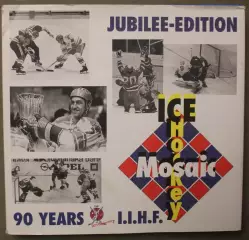 JUBILEE-EDITION
ICE
Hockey
Mosaic
90 YEARS I.I.H.F.